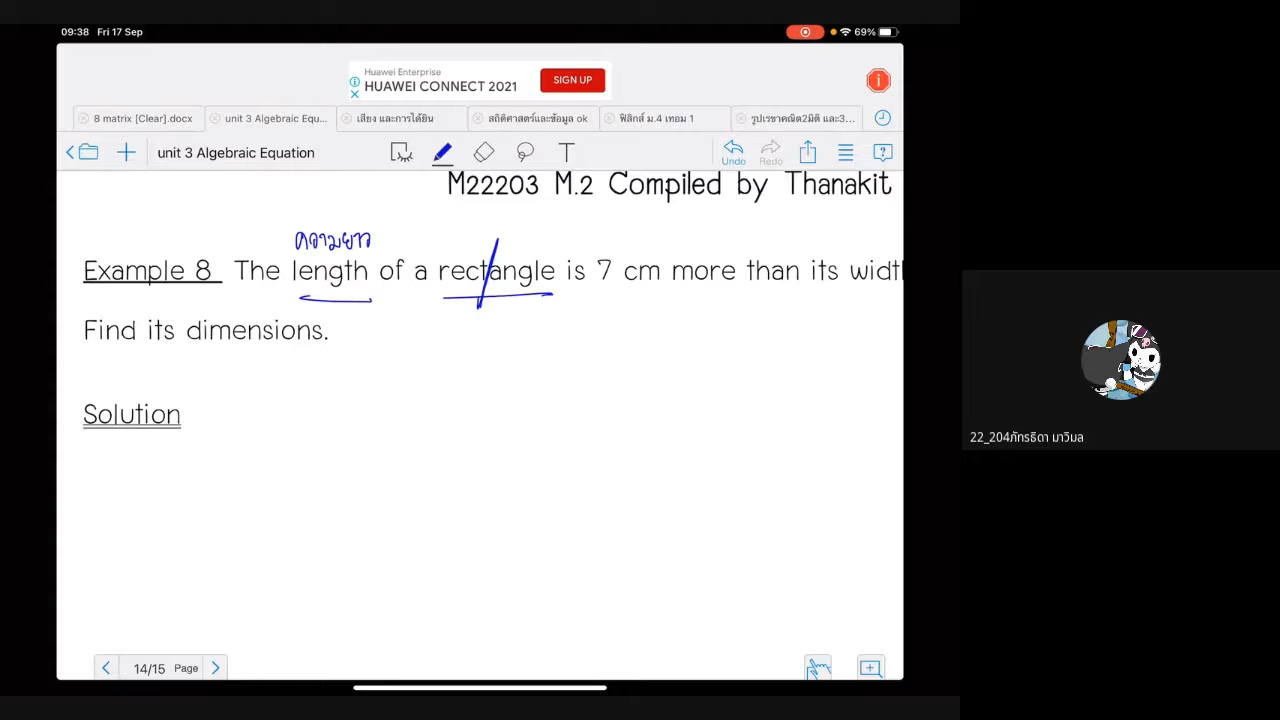 09:38 Fri 17 Sep
69%
Huawei Enterprise
HUAWEI CONNECT 2021
SIGN UP
8 matrix [Clear].docx
unit 3 Algebraic Equ...
เสียง และการได้ยิน
สถิติศาสตร์และข้อมูล ok
ฟิสิกส์ ม.4 เทอม 1
รูปเรขาคณิต2มิติ และ3...
unit 3 Algebraic Equation
T
Undo
Redo
M22203 M.2 Compiled by Thanakit
ความยาว
Example 8 The length of a rectangle is 7 cm more than its widt
Find its dimensions.
Solution
22_204ภัทรธิดา มาวิมล
14/15 Page